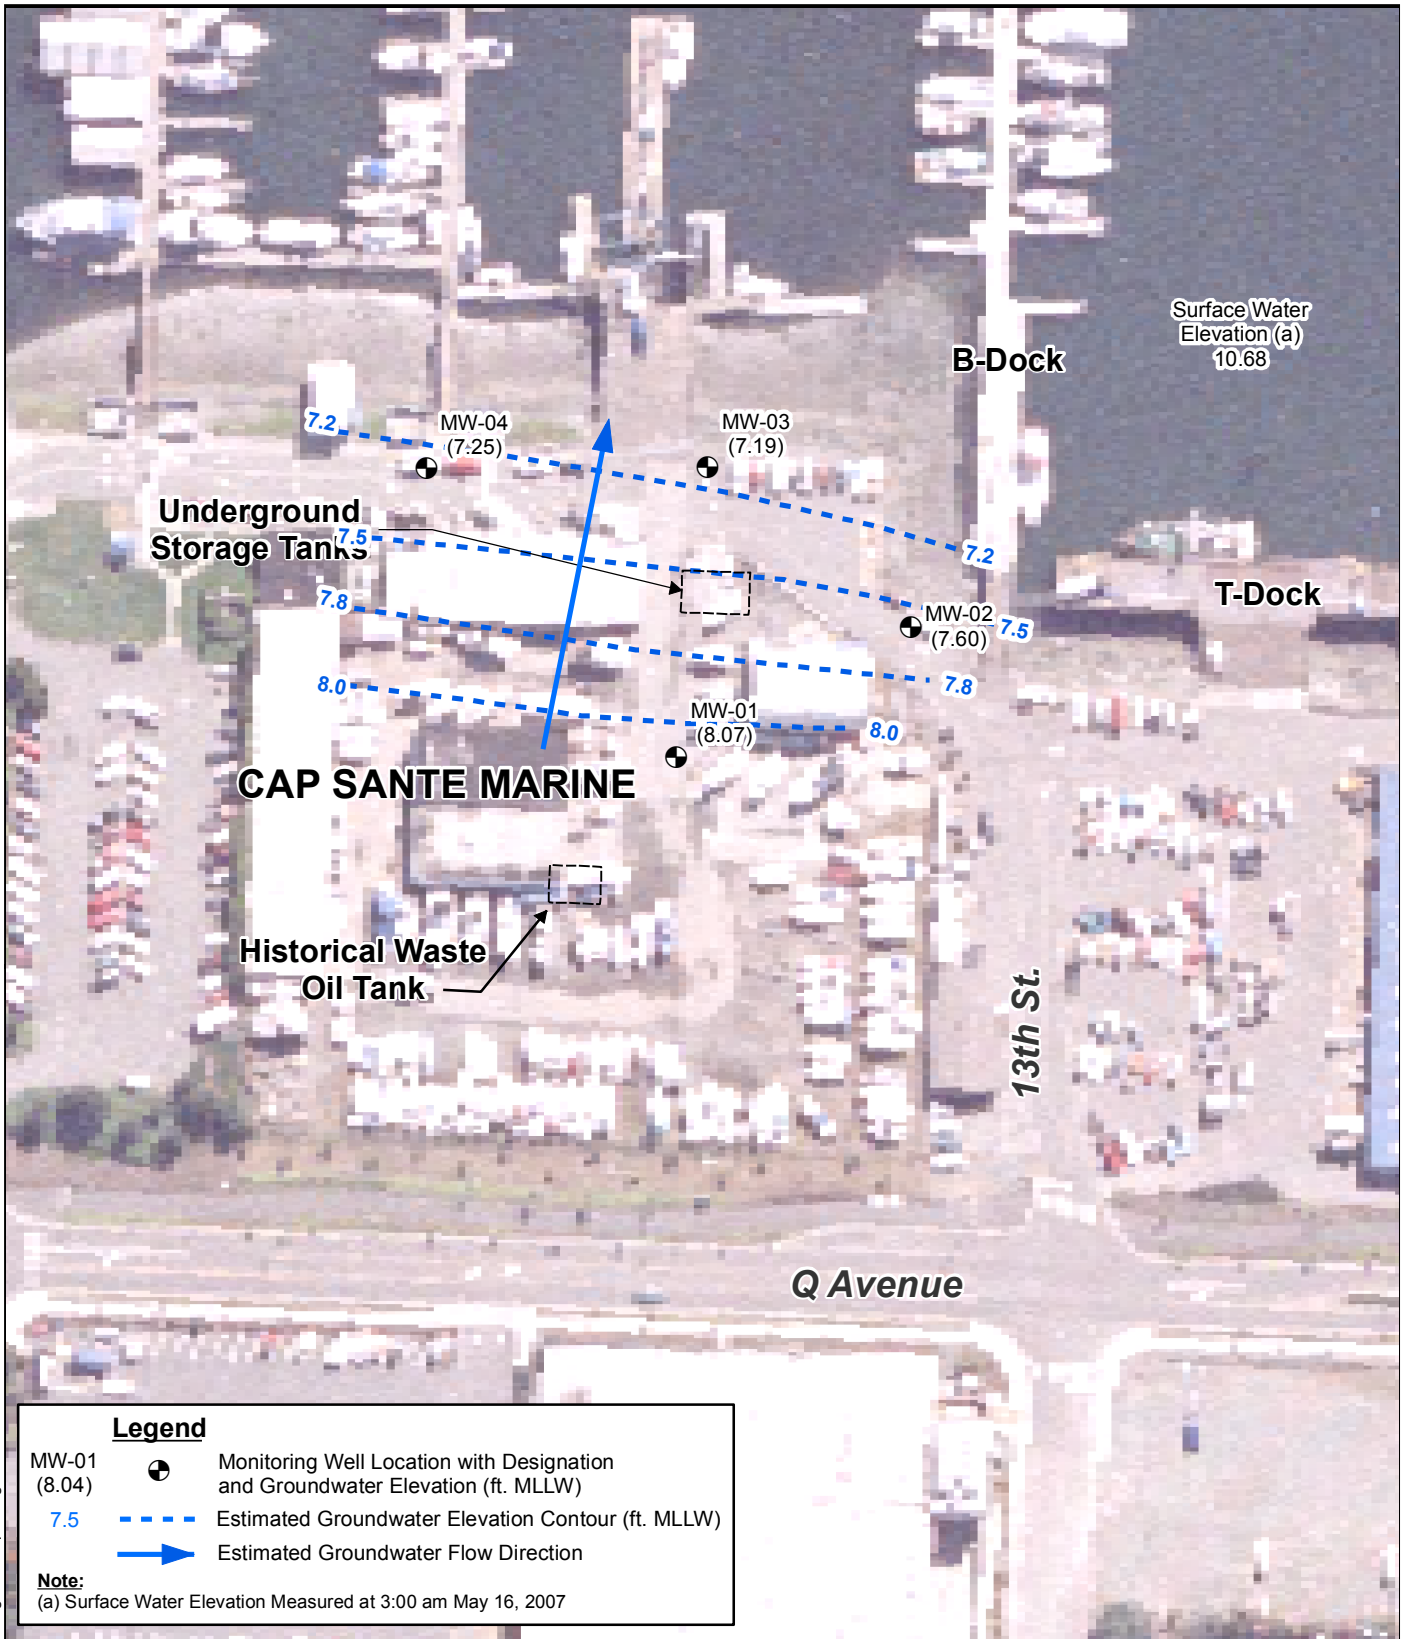 Surface Water
Elevation (a)
10.68
B-Dock
7.2
MW-04
(7.25)
MW-03
(7.19)
Underground
Storage Tanks
7.5
7.2
7.8
T-Dock
MW-02
(7.60)
7.5
8.0
7.8
MW-01
(8.07)
8.0
CAP SANTE MARINE
Historical Waste
Oil Tank
13th St.
Q Avenue
Legend
MW-01
(8.04)
Monitoring Well Location with Designation
and Groundwater Elevation (ft. MLLW)
7.5
Estimated Groundwater Elevation Contour (ft. MLLW)
Estimated Groundwater Flow Direction
Note:
(a) Surface Water Elevation Measured at 3:00 am May 16, 2007